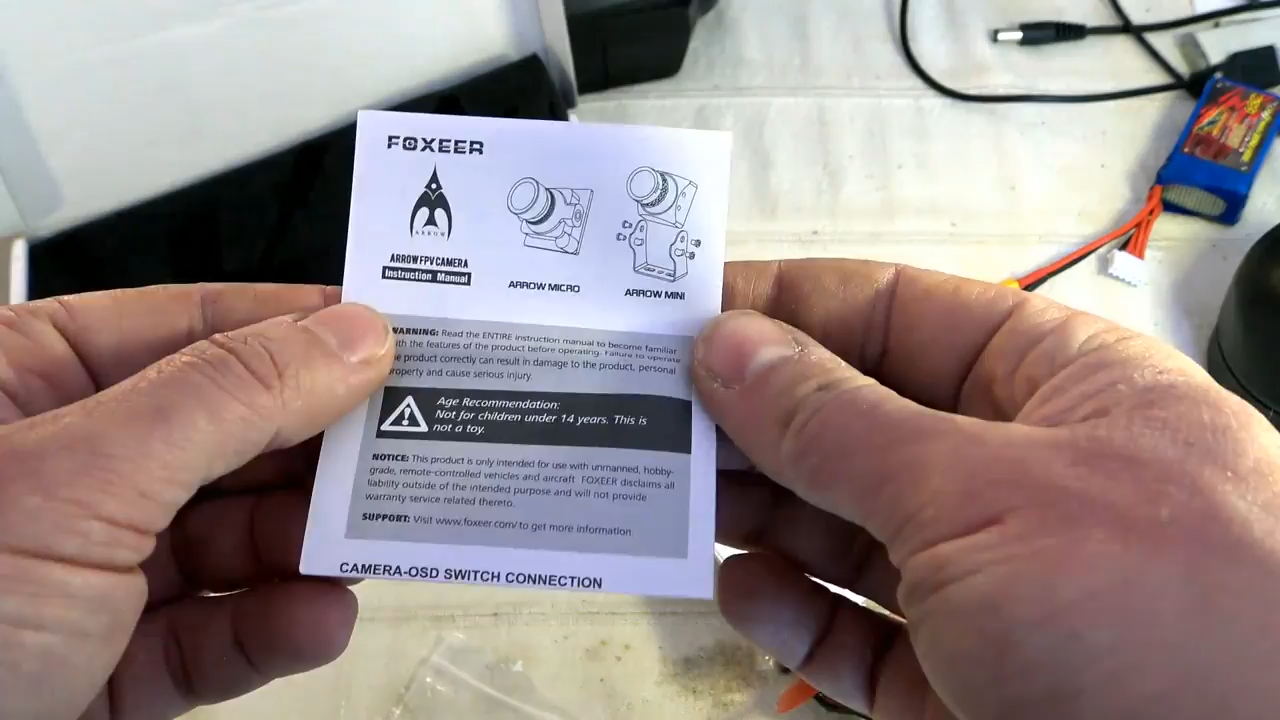 FOXEER
ARROW
ARROW FPV CAMERA
Instruction Manual
ARROW MICRO
ARROW MINI
WARNING: Read the ENTIRE instruction manual to become familiar
with the features of the product before operating. Failure to operate
the product correctly can result in damage to the product, personal
property and cause serious injury.
Age Recommendation:
Not for children under 14 years. This is
not a toy.
NOTICE: This product is only intended for use with unmanned, hobby-
grade, remote-controlled vehicles and aircraft FOXEER disclaims all
liability outside of the intended purpose and will not provide
warranty service related thereto.
SUPPORT: Visit www.foxeer.com/ to get more information
CAMERA-OSD SWITCH CONNECTION